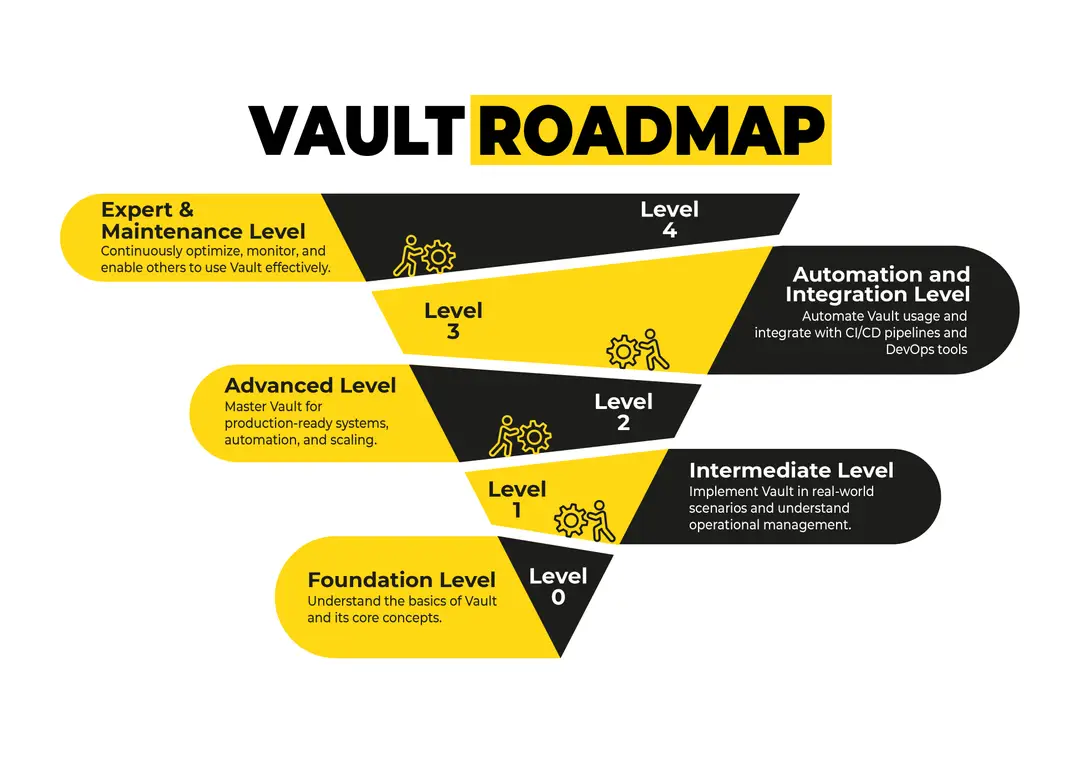 VAULT ROADMAP
Expert &
Maintenance Level
Continuously optimize, monitor, and
enable others to use Vault effectively.
Level
4
Automation and
Integration Level
Automate Vault usage and
integrate with CI/CD pipelines and
DevOps tools
Level
3
Advanced Level
Master Vault for
production-ready systems,
automation, and scaling.
Level
2
Intermediate Level
Implement Vault in real-world
scenarios and understand
operational management.
Level
1
Foundation Level
Understand the basics of Vault
and its core concepts.
Level
0